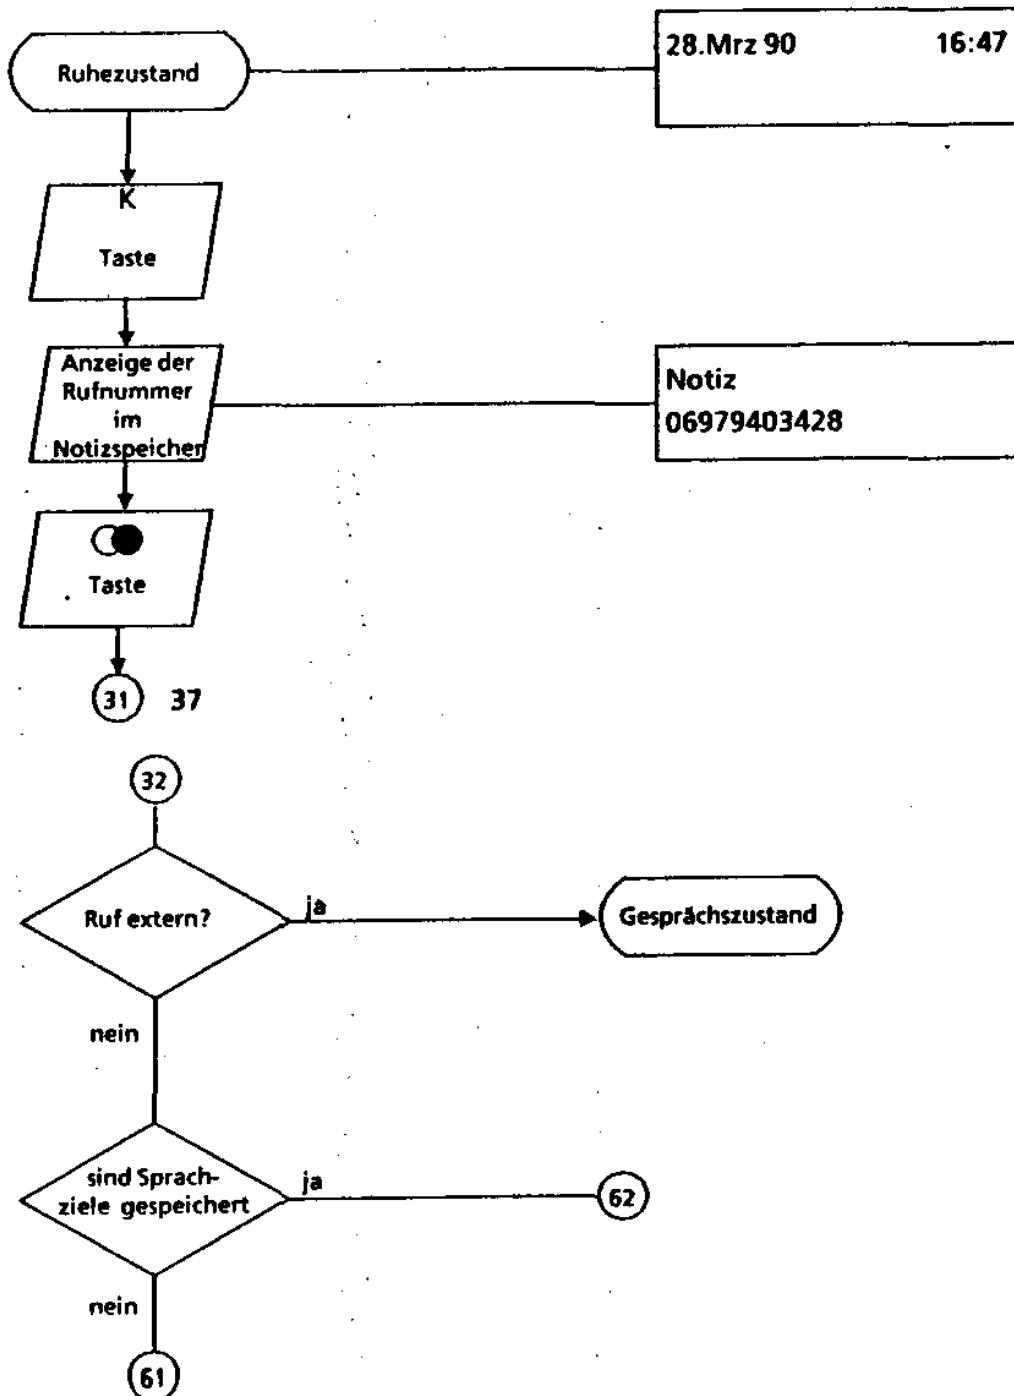 Ruhezustand
28.Mrz 90 16:47
K
Taste
Anzeige der
Rufnummer
im
Notizspeicher
Notiz
06979403428
Taste
31 37
32
Ruf extern?
ja
Gesprächszustand
nein
sind Sprach-
ziele gespeichert
ja
62
nein
61